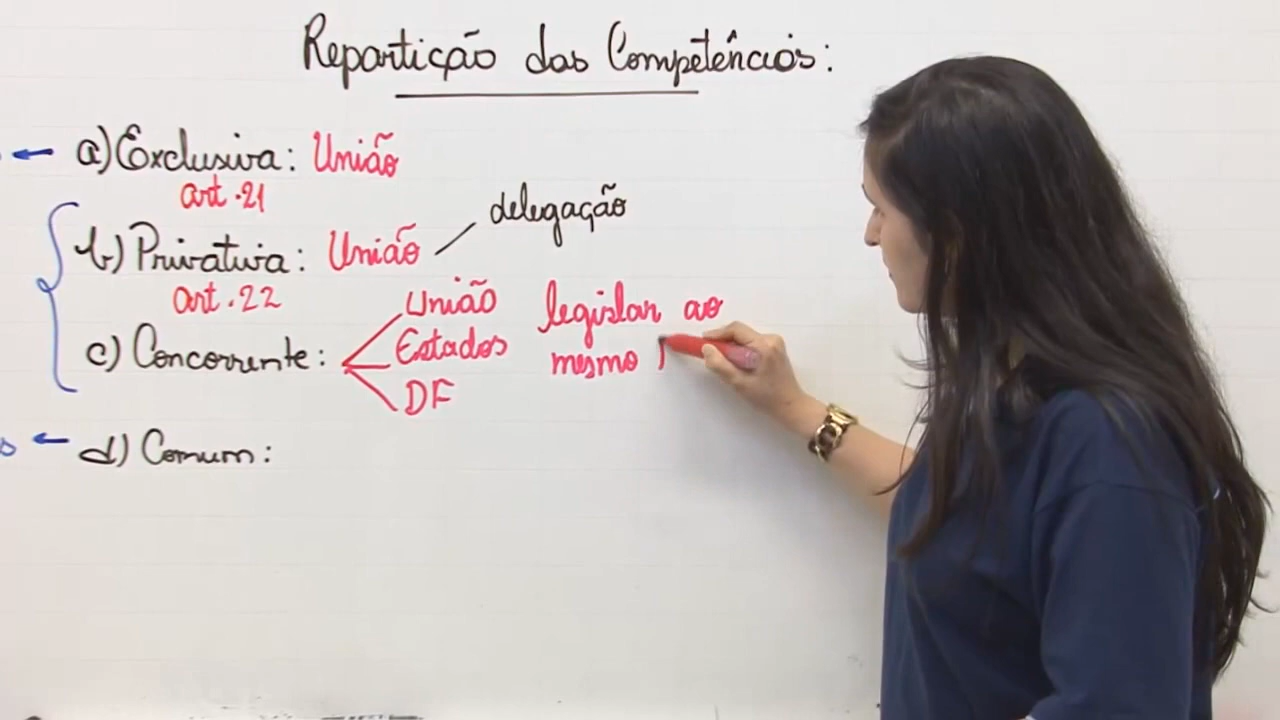 Repartição das Competências:
a) Exclusiva: União
art. 21
delegação
b) Privativa: União
art. 22
c) Concorrente:
União
Estados
DF
legislar ao
mesmo
d) Comum: